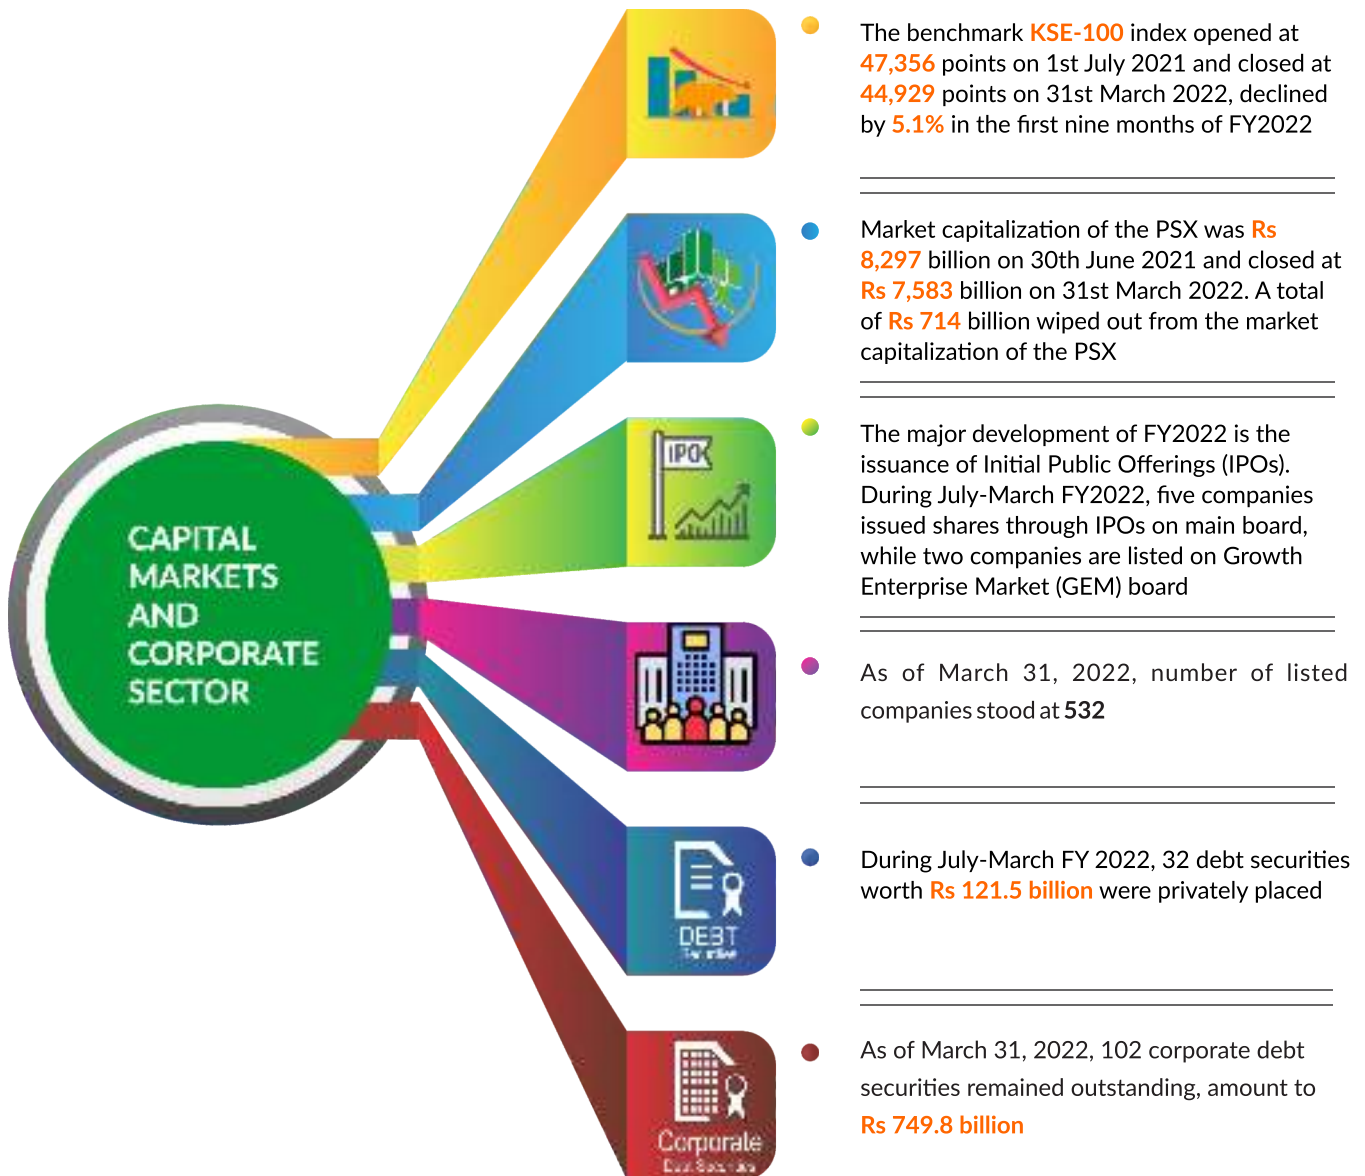 The benchmark KSE-100 index opened at
47,356 points on 1st July 2021 and closed at
44,929 points on 31st March 2022, declined
by 5.1% in the first nine months of FY2022
Market capitalization of the PSX was Rs
8,297 billion on 30th June 2021 and closed at
Rs 7,583 billion on 31st March 2022. A total
of Rs 714 billion wiped out from the market
capitalization of the PSX
IPO
The major development of FY2022 is the
issuance of Initial Public Offerings (IPOs).
During July-March FY2022, five companies
issued shares through IPOs on main board,
while two companies are listed on Growth
Enterprise Market (GEM) board
CAPITAL
MARKETS
AND
CORPORATE
SECTOR
As of March 31, 2022, number of listed
companies stood at 532
DEBT
Securities
During July-March FY 2022, 32 debt securities
worth Rs 121.5 billion were privately placed
Corporate
Debt Securities
As of March 31, 2022, 102 corporate debt
securities remained outstanding, amount to
Rs 749.8 billion